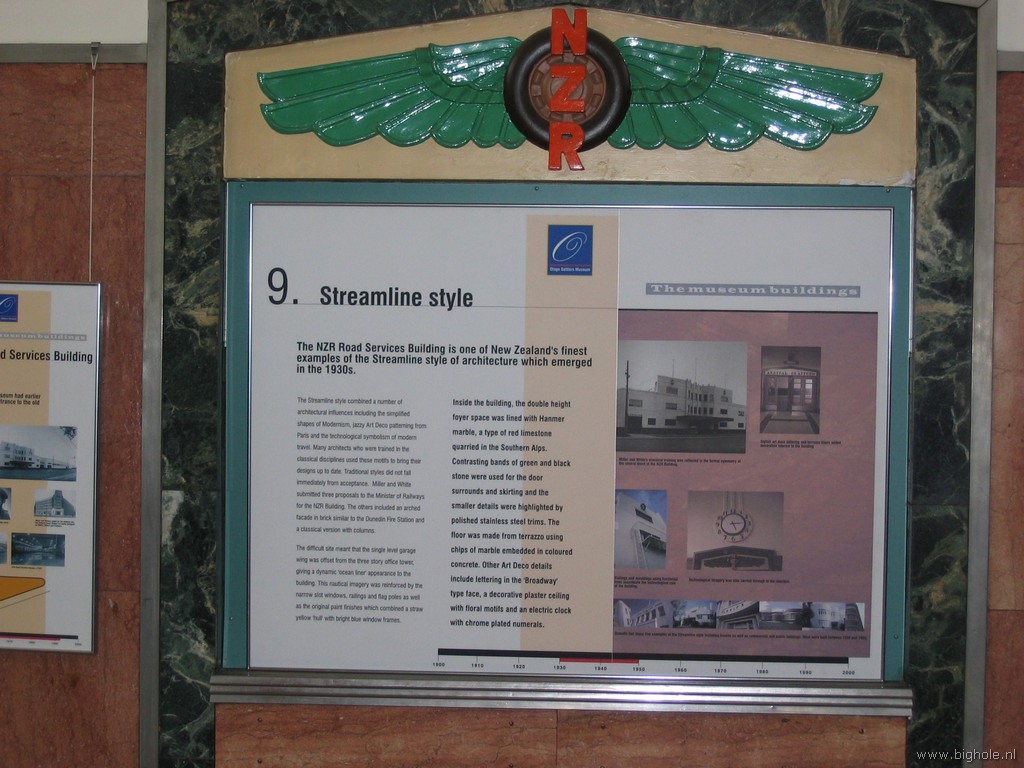 NZR
Otago Settlers Museum
9. Streamline style
The museum buildings
The NZR Road Services Building is one of New Zealand's finest
examples of the Streamline style of architecture which emerged
in the 1930s.
The Streamline style combined a number of
architectural influences including the simplified
shapes of Modernism, jazzy Art Deco patterning from
Paris and the technological symbolism of modern
travel. Many architects who were trained in the
classical disciplines used these motifs to bring their
designs up to date. Traditional styles did not fall
immediately from acceptance. Miller and White
submitted three proposals to the Minister of Railways
for the NZR Building. The others included an arched
facade in brick similar to the Dunedin Fire Station and
a classical version with columns.
The difficult site meant that the single level garage
wing was offset from the three story office tower,
giving a dynamic 'ocean liner' appearance to the
building. This nautical imagery was reinforced by the
narrow slot windows, railings and flag poles as well
as the original paint finishes which combined a straw
yellow 'hull' with bright blue window frames.
Inside the building, the double height
foyer space was lined with Hanmer
marble, a type of red limestone
quarried in the Southern Alps.
Contrasting bands of green and black
stone were used for the door
surrounds and skirting and the
smaller details were highlighted by
polished stainless steel trims. The
floor was made from terrazzo using
chips of marble embedded in coloured
concrete. Other Art Deco details
include lettering in the 'Broadway'
type face, a decorative plaster ceiling
with floral motifs and an electric clock
with chrome plated numerals.
1900 1910 1920 1930 1940 1950 1960 1970 1980 1990 2000
museum buildings
d Services Building
seum had earlier
trance to the old
www.bighole.nl